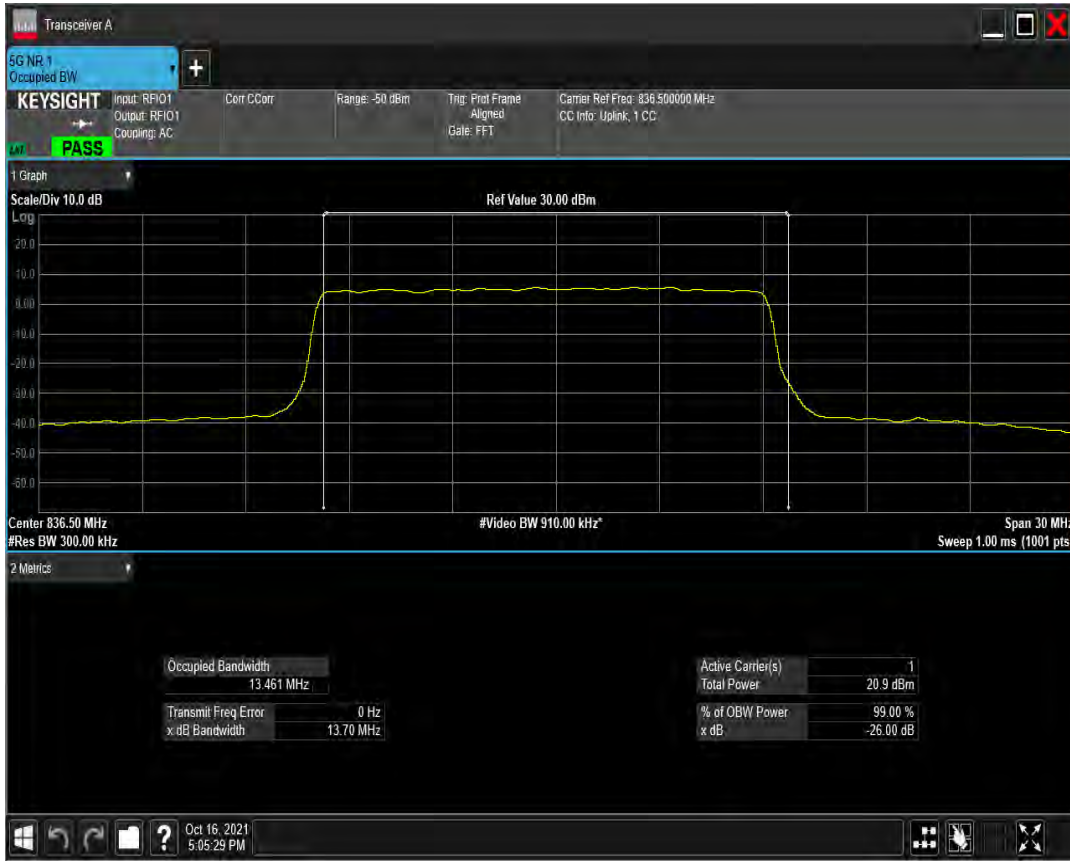 Transceiver A
5G NR 1
Occupied BW
+
KEYSIGHT
PASS
Input: RFIO1
Output: RFIO1
Coupling: AC
Corr CCorr
Range: -50 dBm
Trig: Prot Frame
Aligned
Gate: FFT
Carrier Ref Freq: 836.500000 MHz
CC Info: Uplink, 1 CC
1 Graph
Scale/Div 10.0 dB
Ref Value 30.00 dBm
Log
20.0
10.0
0.00
-10.0
-20.0
-30.0
-40.0
-50.0
-60.0
Center 836.50 MHz
#Video BW 910.00 kHz*
Span 30 MHz
#Res BW 300.00 kHz
Sweep 1.00 ms (1001 pts
2 Metrics
Occupied Bandwidth
13.461 MHz
Transmit Freq Error 0 Hz
x dB Bandwidth 13.70 MHz
Active Carrier(s) 1
Total Power 20.9 dBm
% of OBW Power 99.00 %
x dB -26.00 dB
?
Oct 16, 2021
5:05:29 PM